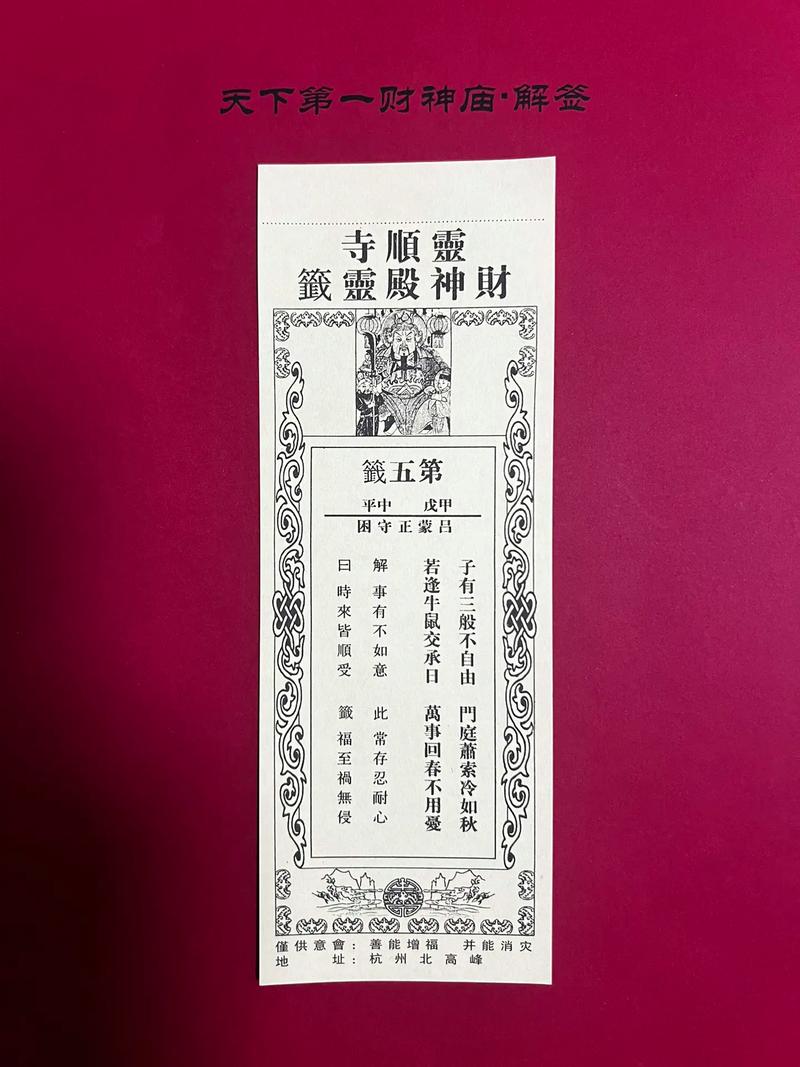 天下第一财神庙·解签
靈順寺
財神殿靈籤
第五籤
甲戌 中平
吕蒙正守困
子有三般不自由 門庭蕭索冷如秋
若逢牛鼠交承日 萬事回春不用憂
解 事有不如意 此 常存忍耐心
曰 時來皆順受 籤 福至禍無侵
僅供意會：善能增福 并能消灾
地 址：杭州北高峰